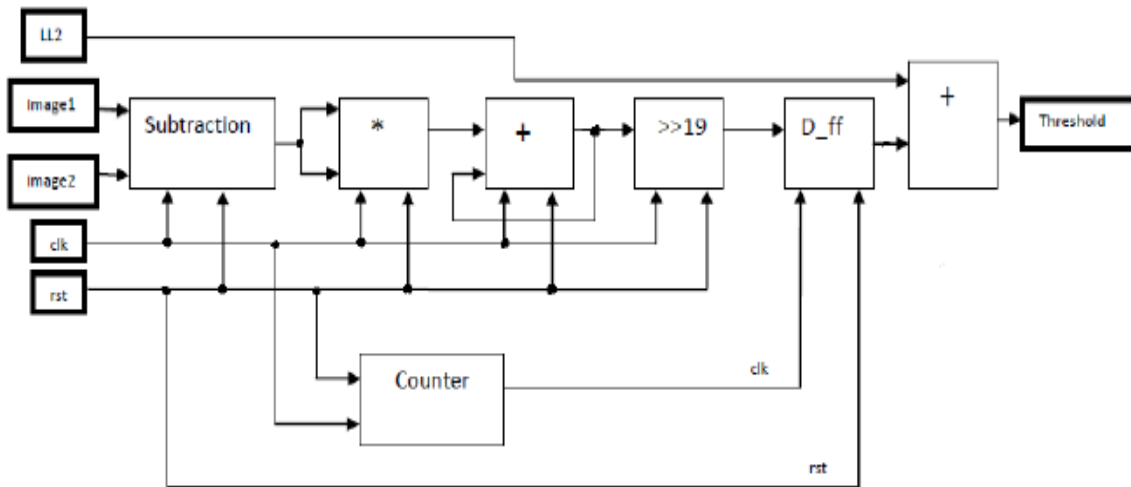 LL2
Image1
Subtraction
*
+
>>19
D_ff
+
Threshold
Image2
clk
rst
Counter
clk
rst